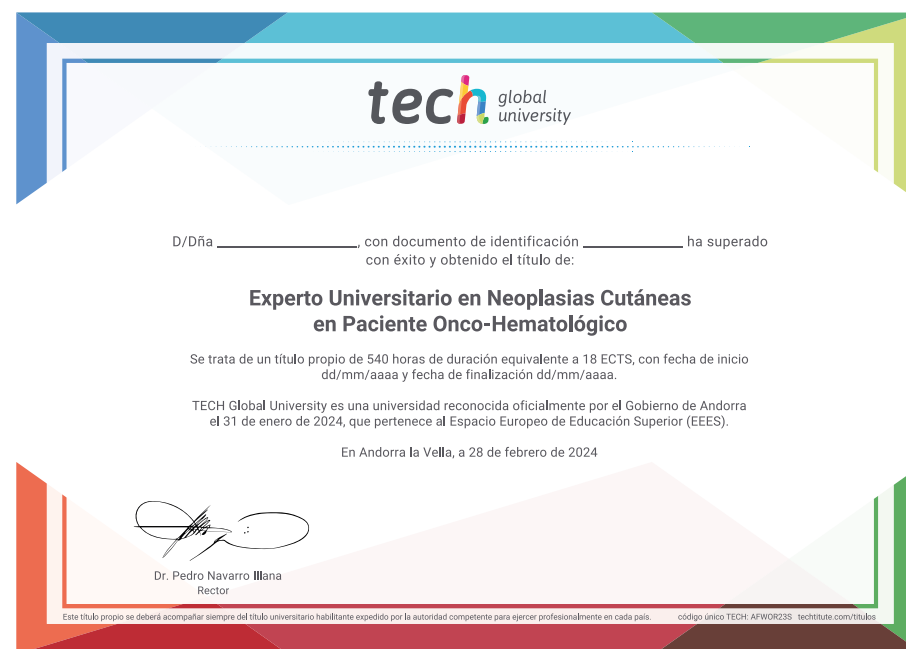 tech global university
D/Dña ____________________, con documento de identificación ______________ ha superado
con éxito y obtenido el título de:
Experto Universitario en Neoplasias Cutáneas
en Paciente Onco-Hematológico
Se trata de un título propio de 540 horas de duración equivalente a 18 ECTS, con fecha de inicio
dd/mm/aaaa y fecha de finalización dd/mm/aaaa.
TECH Global University es una universidad reconocida oficialmente por el Gobierno de Andorra
el 31 de enero de 2024, que pertenece al Espacio Europeo de Educación Superior (EEES).
En Andorra la Vella, a 28 de febrero de 2024
Dr. Pedro Navarro Illana
Rector
Este título propio se deberá acompañar siempre del título universitario habilitante expedido por la autoridad competente para ejercer profesionalmente en cada país. código único TECH: AFWOR23S techtitute.com/titulos